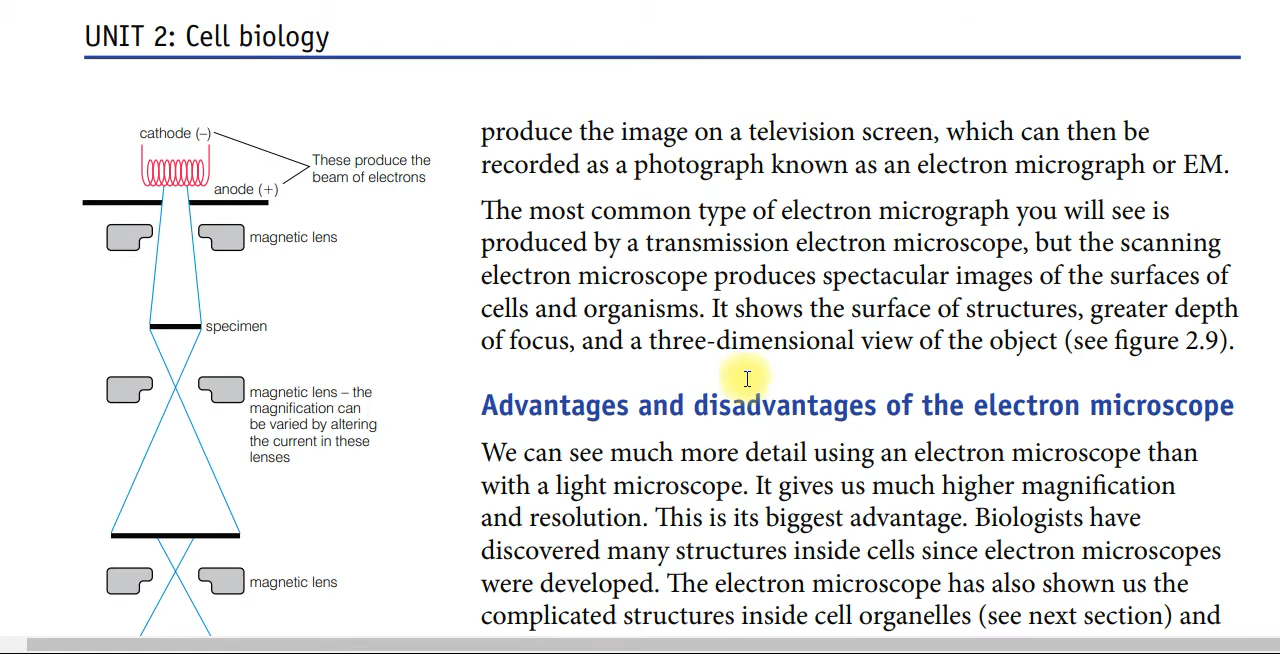 UNIT 2: Cell biology
cathode (–)
These produce the
beam of electrons
anode (+)
magnetic lens
specimen
magnetic lens – the
magnification can
be varied by altering
the current in these
lenses
magnetic lens
produce the image on a television screen, which can then be
recorded as a photograph known as an electron micrograph or EM.
The most common type of electron micrograph you will see is
produced by a transmission electron microscope, but the scanning
electron microscope produces spectacular images of the surfaces of
cells and organisms. It shows the surface of structures, greater depth
of focus, and a three-dimensional view of the object (see figure 2.9).
Advantages and disadvantages of the electron microscope
We can see much more detail using an electron microscope than
with a light microscope. It gives us much higher magnification
and resolution. This is its biggest advantage. Biologists have
discovered many structures inside cells since electron microscopes
were developed. The electron microscope has also shown us the
complicated structures inside cell organelles (see next section) and